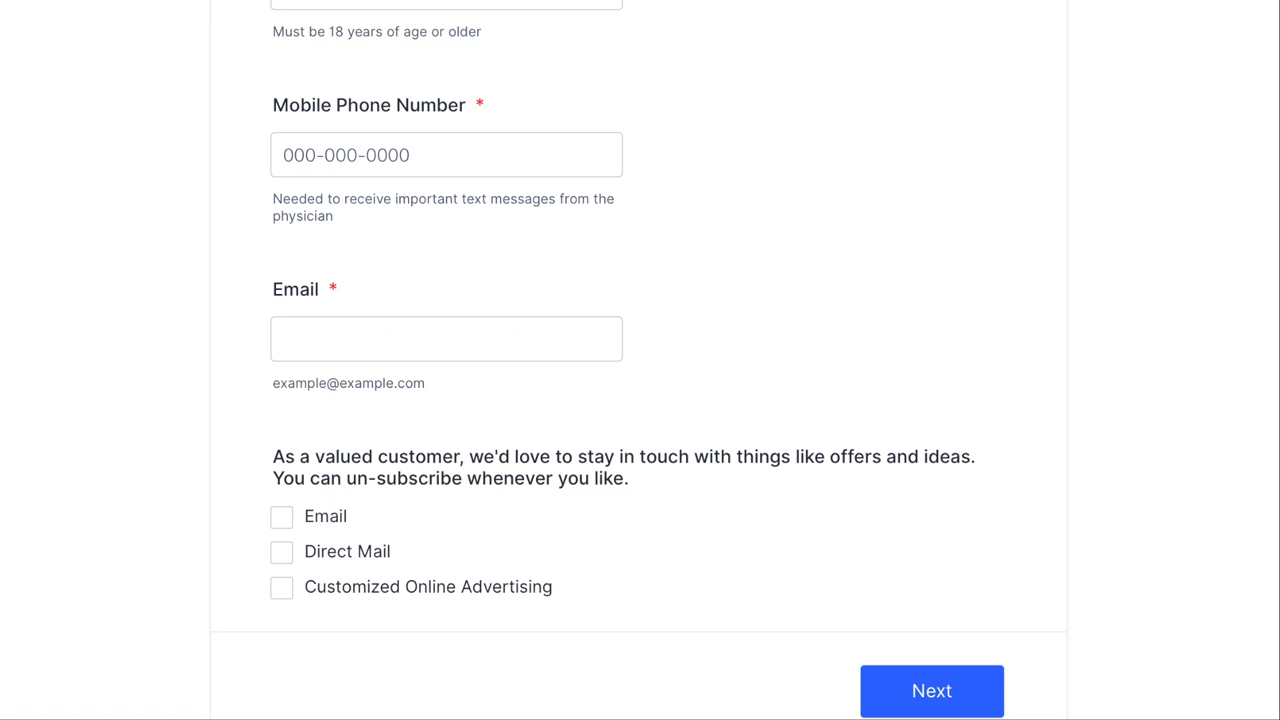 Must be 18 years of age or older
Mobile Phone Number *
000-000-0000
Needed to receive important text messages from the
physician
Email *
example@example.com
As a valued customer, we'd love to stay in touch with things like offers and ideas.
You can un-subscribe whenever you like.
Email
Direct Mail
Customized Online Advertising
Next